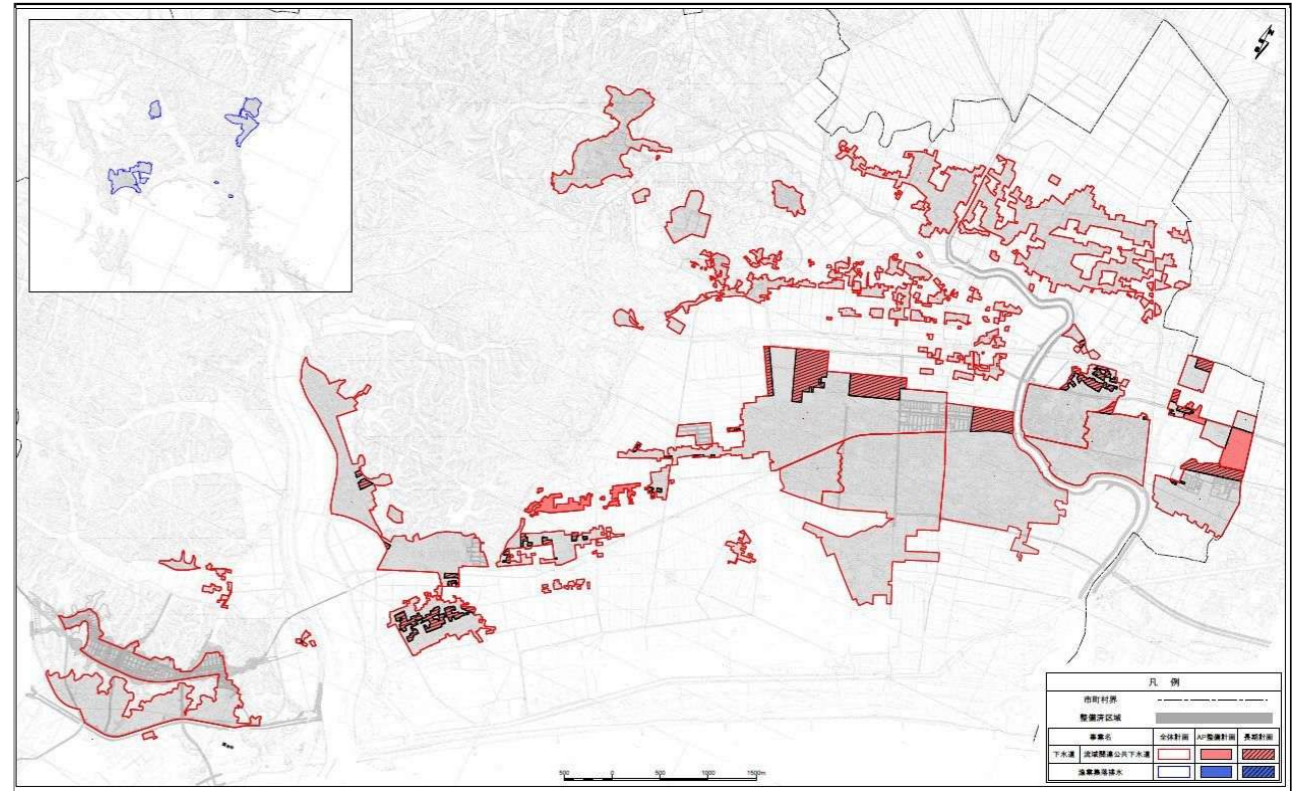 凡 例
市町村界
整備済区域
事業名 全体計画 AP整備計画 長期計画
下水道 流域関連公共下水道
漁業集落排水
500 0 500 1000 1500m